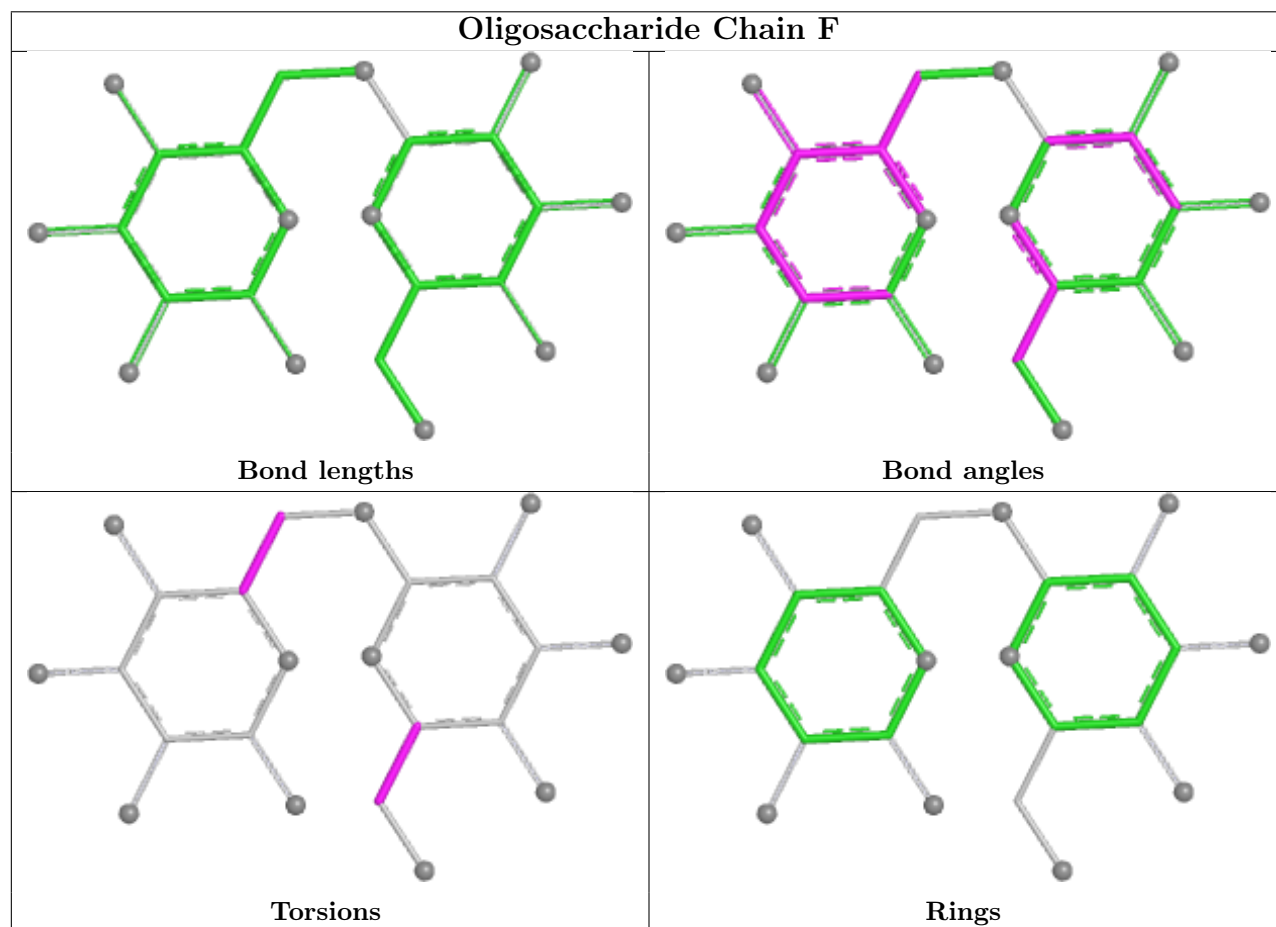 Oligosaccharide Chain F
Bond lengths
Bond angles
Torsions
Rings